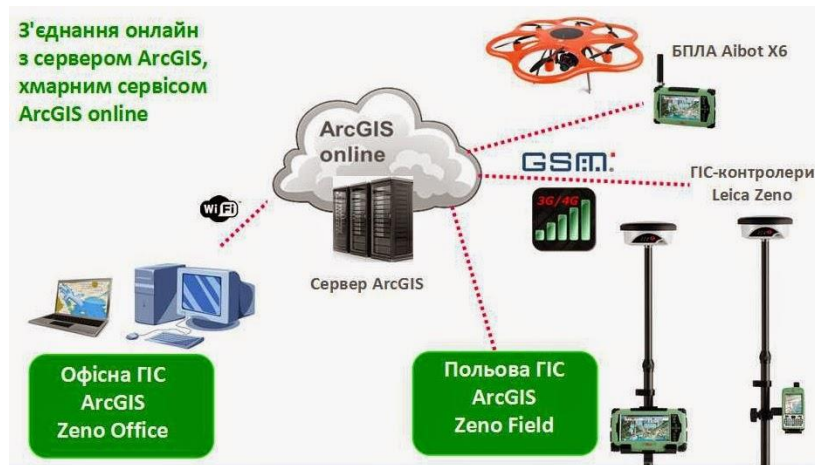 З'єднання онлайн
з сервером ArcGIS,
хмарним сервісом
ArcGIS online
БПЛА Aibot X6
ArcGIS
online
GSM
ГІС-контролери
Leica Zeno
3G/4G
WiFi
Сервер ArcGIS
Офісна ГІС
ArcGIS
Zeno Office
Польова ГІС
ArcGIS
Zeno Field